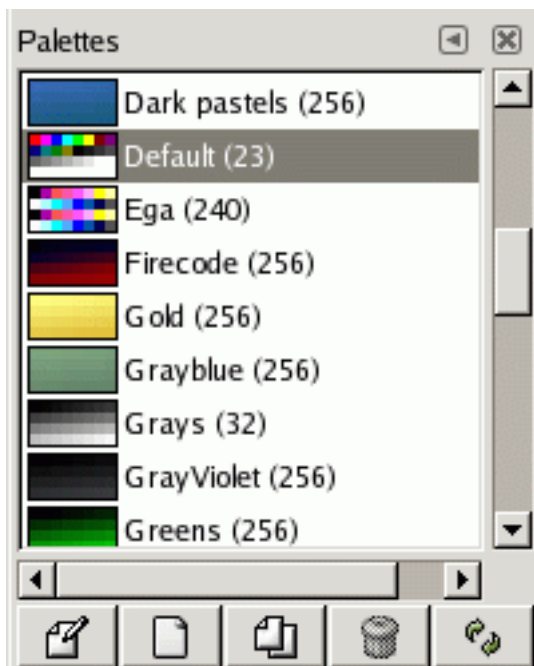 Palettes
Dark pastels (256)
Default (23)
Ega (240)
Firecode (256)
Gold (256)
Grayblue (256)
Grays (32)
GrayViolet (256)
Greens (256)